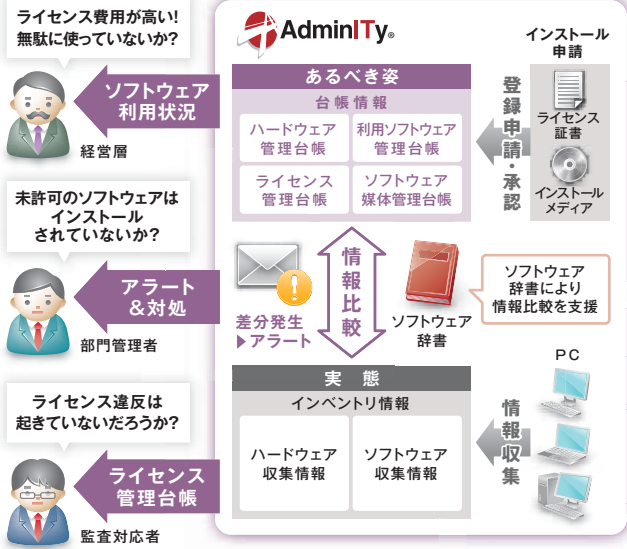 ライセンス費用が高い!
無駄に使っていないか?
ソフトウェア
利用状況
経営層
未許可のソフトウェアは
インストール
されていないか?
アラート
&対処
部門管理者
ライセンス違反は
起きていないだろうか?
ライセンス
管理台帳
監査対応者
AdminITy®
あるべき姿
台帳情報
ハードウェア
管理台帳
利用ソフトウェア
管理台帳
ライセンス
管理台帳
ソフトウェア
媒体管理台帳
登録申請・承認
インストール
申請
ライセンス
証書
インストール
メディア
差分発生
▶アラート
情報比較
ソフトウェア
辞書
ソフトウェア
辞書により
情報比較を支援
実態
インベントリ情報
ハードウェア
収集情報
ソフトウェア
収集情報
情報収集
PC